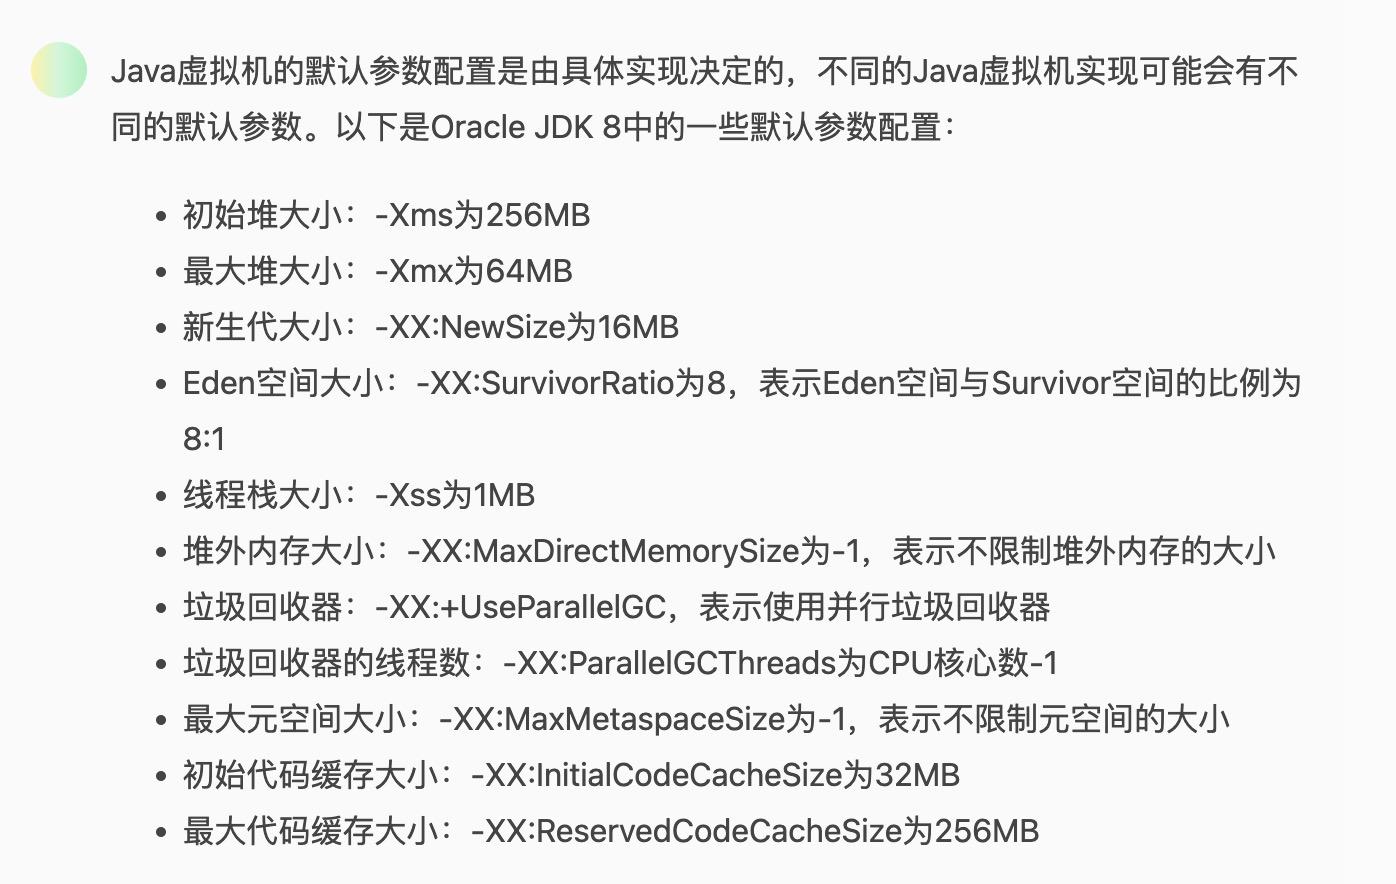 Java虚拟机的默认参数配置是由具体实现决定的，不同的Java虚拟机实现可能会有不
同的默认参数。以下是Oracle JDK 8中的一些默认参数配置：
• 初始堆大小：-Xms为256MB
• 最大堆大小：-Xmx为64MB
• 新生代大小：-XX:NewSize为16MB
• Eden空间大小：-XX:SurvivorRatio为8，表示Eden空间与Survivor空间的比例为
8:1
• 线程栈大小：-Xss为1MB
• 堆外内存大小：-XX:MaxDirectMemorySize为-1，表示不限制堆外内存的大小
• 垃圾回收器：-XX:+UseParallelGC，表示使用并行垃圾回收器
• 垃圾回收器的线程数：-XX:ParallelGCThreads为CPU核心数-1
• 最大元空间大小：-XX:MaxMetaspaceSize为-1，表示不限制元空间的大小
• 初始代码缓存大小：-XX:InitialCodeCacheSize为32MB
• 最大代码缓存大小：-XX:ReservedCodeCacheSize为256MB